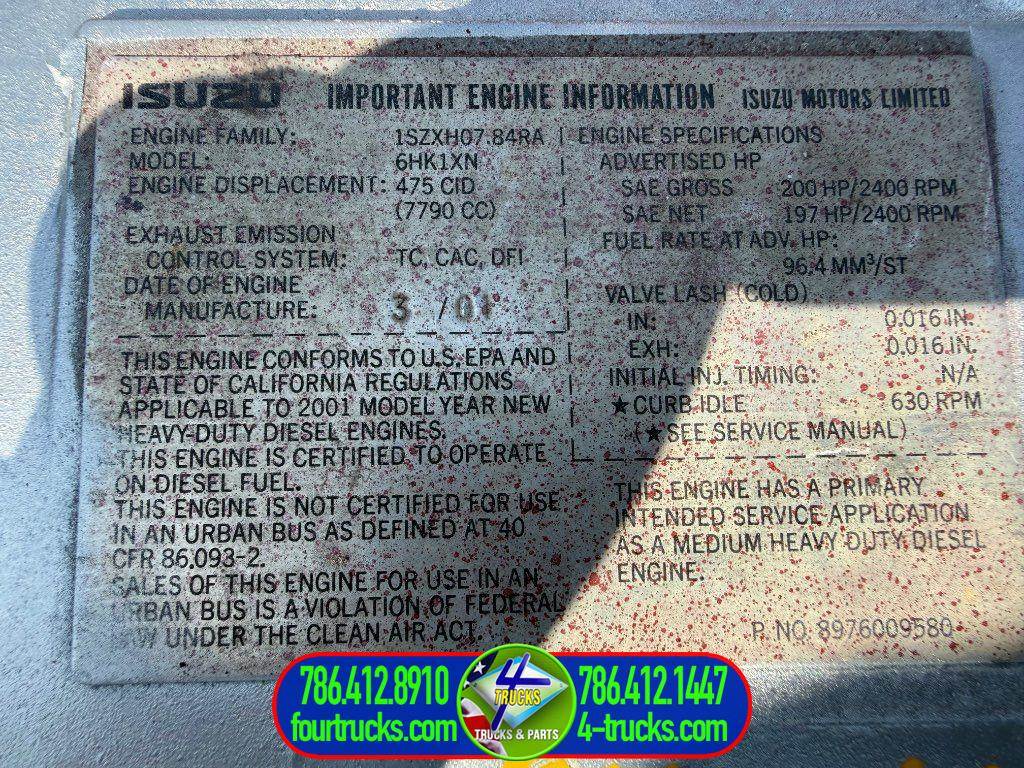 ISUZU IMPORTANT ENGINE INFORMATION ISUZU MOTORS LIMITED
ENGINE FAMILY: 1SZXH07.84RA
MODEL: 6HK1XN
ENGINE DISPLACEMENT: 475 CID
(7790 CC)
EXHAUST EMISSION
CONTROL SYSTEM: TC, CAC, DFI
DATE OF ENGINE
MANUFACTURE: 3 / 01
THIS ENGINE CONFORMS TO U.S. EPA AND
STATE OF CALIFORNIA REGULATIONS
APPLICABLE TO 2001 MODEL YEAR NEW
HEAVY-DUTY DIESEL ENGINES.
THIS ENGINE IS CERTIFIED TO OPERATE
ON DIESEL FUEL.
THIS ENGINE IS NOT CERTIFIED FOR USE
IN AN URBAN BUS AS DEFINED AT 40
CFR 86.093-2.
SALES OF THIS ENGINE FOR USE IN AN
URBAN BUS IS A VIOLATION OF FEDERAL
LAW UNDER THE CLEAN AIR ACT.
ENGINE SPECIFICATIONS
ADVERTISED HP
SAE GROSS 200 HP/2400 RPM
SAE NET 197 HP/2400 RPM
FUEL RATE AT ADV. HP:
96.4 MM³/ST
VALVE LASH (COLD)
IN: 0.016 IN.
EXH: 0.016 IN.
INITIAL INJ. TIMING: N/A
★CURB IDLE 630 RPM
(★SEE SERVICE MANUAL)
THIS ENGINE HAS A PRIMARY
INTENDED SERVICE APPLICATION
AS A MEDIUM HEAVY DUTY DIESEL
ENGINE.
P. NO. 8976009580
786.412.8910
fourtrucks.com
4
TRUCKS
TRUCKS & PARTS
786.412.1447
4-trucks.com